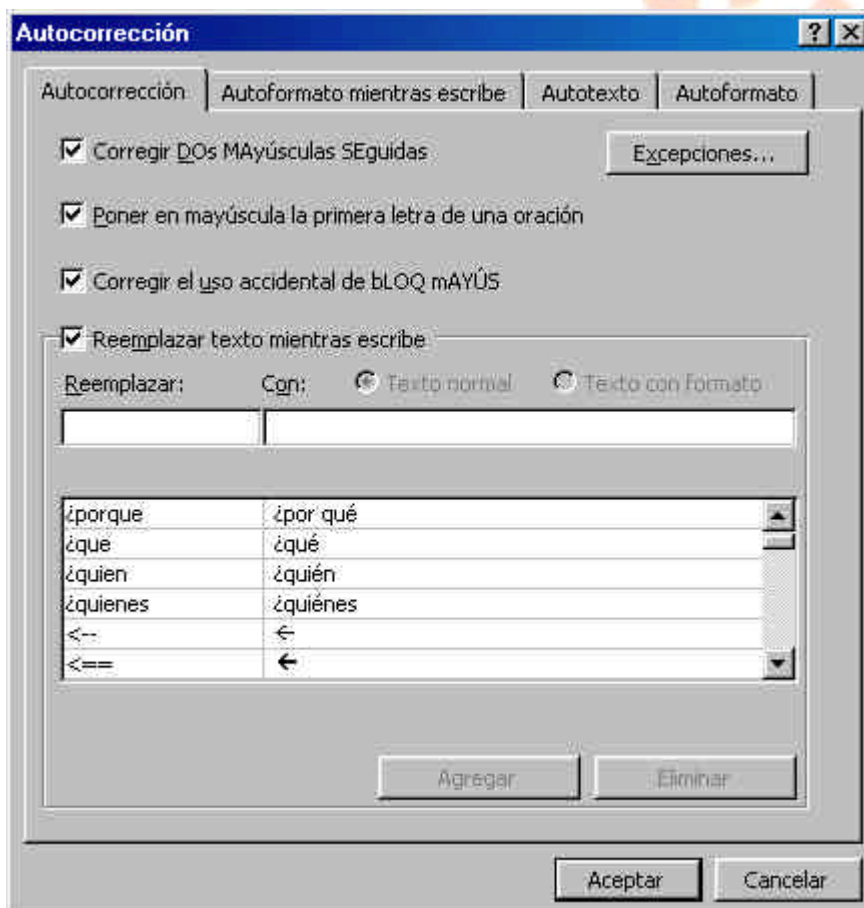 Autocorrección
Autocorrección Autoformato mientras escribe Autotexto Autoformato
Corregir DOs MAyúsculas SEguidas Excepciones...
Poner en mayúscula la primera letra de una oración
Corregir el uso accidental de bLOQ mAYÚS
Reemplazar texto mientras escribe
Reemplazar: Con: Texto normal Texto con formato
¿porque ¿por qué
¿que ¿qué
¿quien ¿quién
¿quienes ¿quiénes
<-- ←
<== 🡸
Agregar Eliminar
Aceptar Cancelar